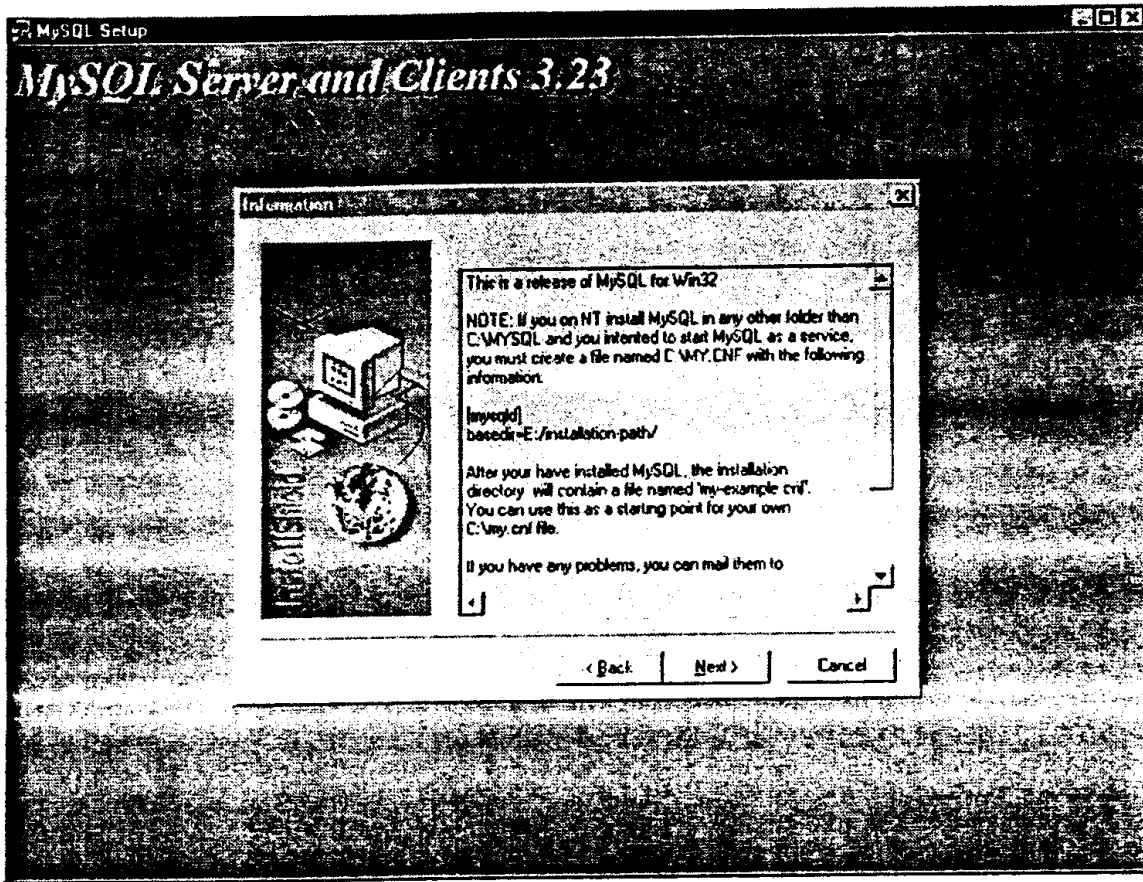 MySQL Setup
MySQL Server and Clients 3.23
Information
This is a release of MySQL for Win32
NOTE: If you on NT install MySQL in any other folder than
C:\MYSQL and you intented to start MySQL as a service,
you must create a file named C:\MY.CNF with the following
information:
[mysqld]
basedir=E:/installation-path/
After your have installed MySQL, the installation
directory will contain a file named 'my-example.cnf'.
You can use this as a starting point for your own
C:\my.cnf file.
If you have any problems, you can mail them to
InstallShield
< Back
Next >
Cancel